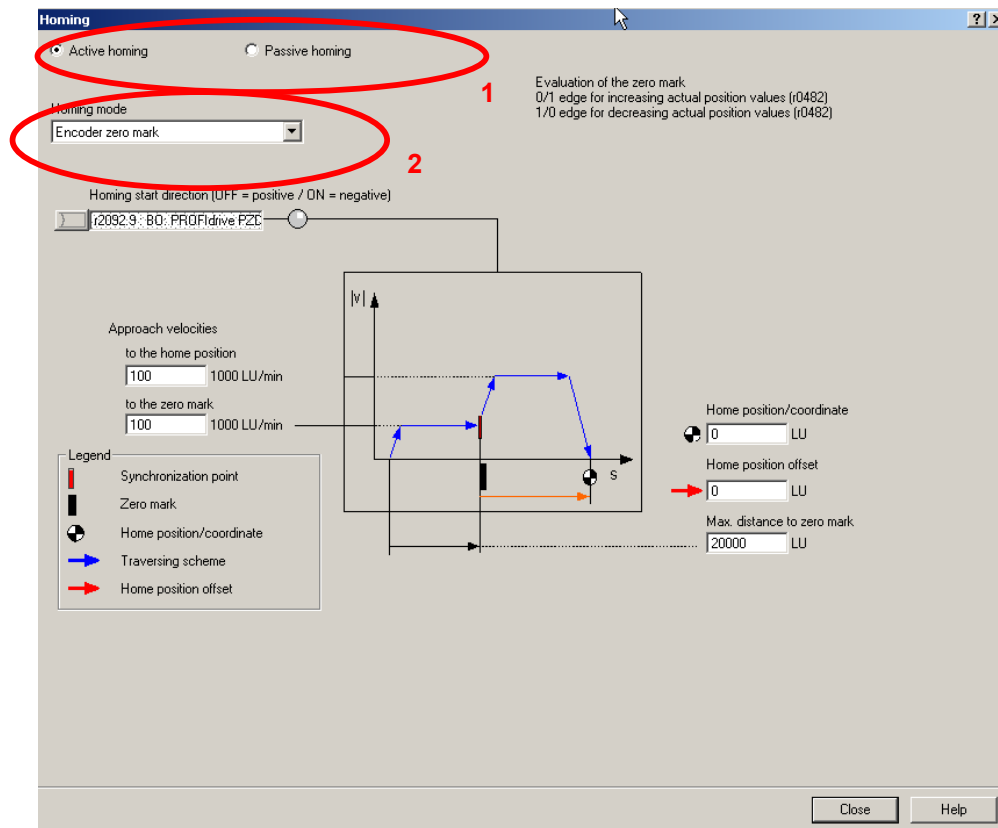 Homing
Active homing
Passive homing
1
Evaluation of the zero mark
0/1 edge for increasing actual position values (r0482)
1/0 edge for decreasing actual position values (r0482)
Homing mode
Encoder zero mark
2
Homing start direction (OFF = positive / ON = negative)
r2092.9 : BO: PROFIdrive PZD
|v|
Approach velocities
to the home position
100 1000 LU/min
to the zero mark
100 1000 LU/min
Home position/coordinate
0 LU
s
Home position offset
0 LU
Max. distance to zero mark
20000 LU
Legend
Synchronization point
Zero mark
Home position/coordinate
Traversing scheme
Home position offset
Close
Help